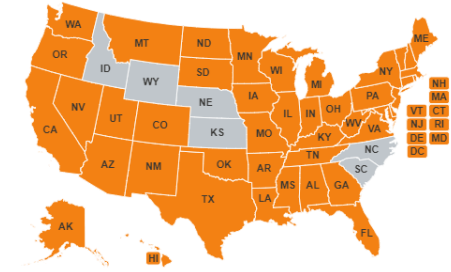 WA
MT
ND
MN
ME
OR
ID
SD
WI
MI
NY
WY
IA
PA
NH
MA
NE
IL
IN
OH
VT CT
NV
UT
CO
KS
MO
WV
VA
NJ RI
CA
KY
DE MD
NC
DC
AZ
NM
OK
AR
TN
SC
TX
LA
MS
AL
GA
AK
FL
HI